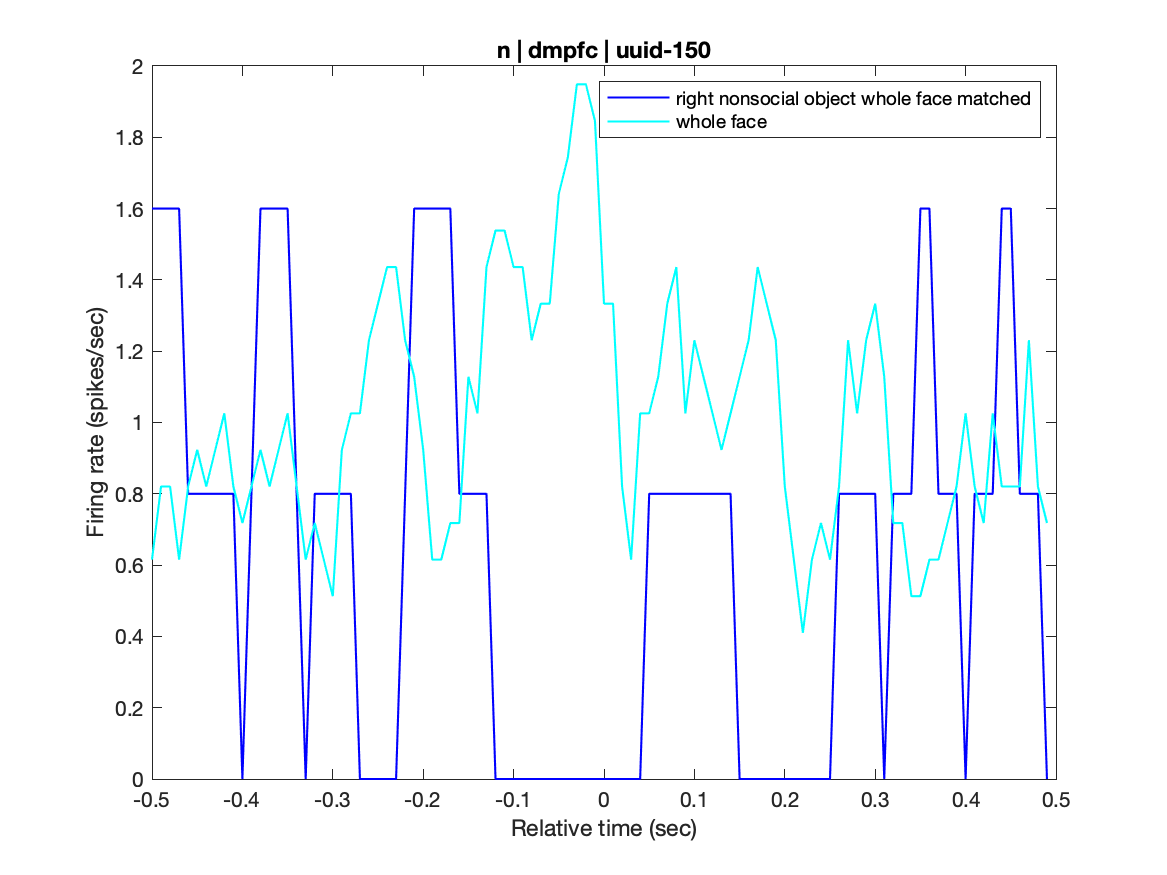 n | dmpfc | uuid-150
right nonsocial object whole face matched
whole face
2
1.8
1.6
1.4
1.2
1
0.8
0.6
0.4
0.2
0
Firing rate (spikes/sec)
-0.5 -0.4 -0.3 -0.2 -0.1 0 0.1 0.2 0.3 0.4 0.5
Relative time (sec)